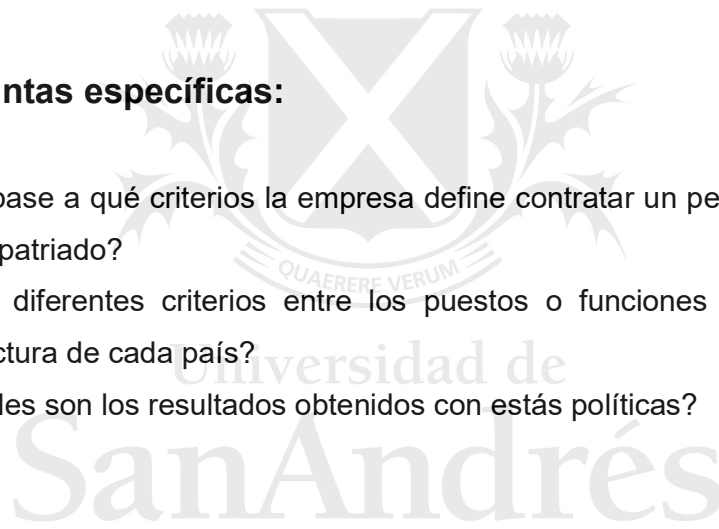 ntas específicas:
base a qué criterios la empresa define contratar un pe
patriado?
QUAERERE VERUM
diferentes criterios entre los puestos o funciones
ctura de cada país?
Universidad de
les son los resultados obtenidos con estás políticas?
SanAndrés